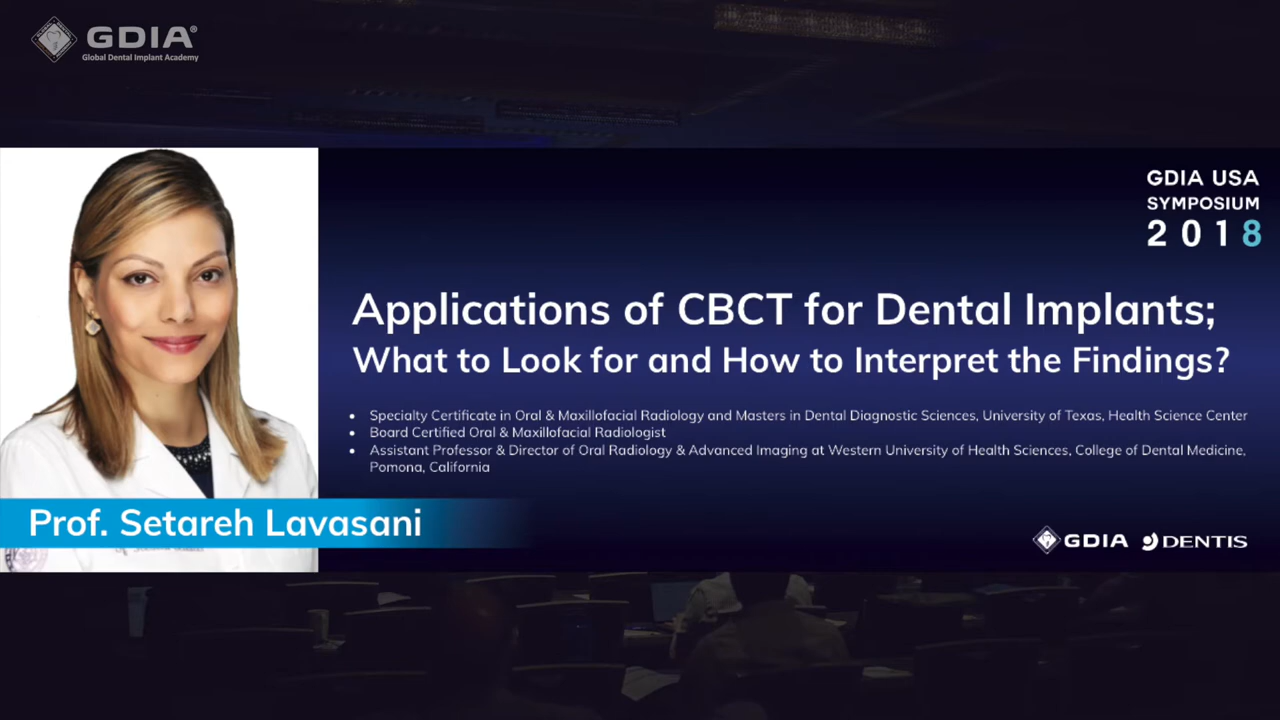 GDIA®
Global Dental Implant Academy
GDIA USA
SYMPOSIUM
2018
Applications of CBCT for Dental Implants;
What to Look for and How to Interpret the Findings?
• Specialty Certificate in Oral & Maxillofacial Radiology and Masters in Dental Diagnostic Sciences, University of Texas, Health Science Center
• Board Certified Oral & Maxillofacial Radiologist
• Assistant Professor & Director of Oral Radiology & Advanced Imaging at Western University of Health Sciences, College of Dental Medicine,
Pomona, California
Prof. Setareh Lavasani
GDIA DENTIS